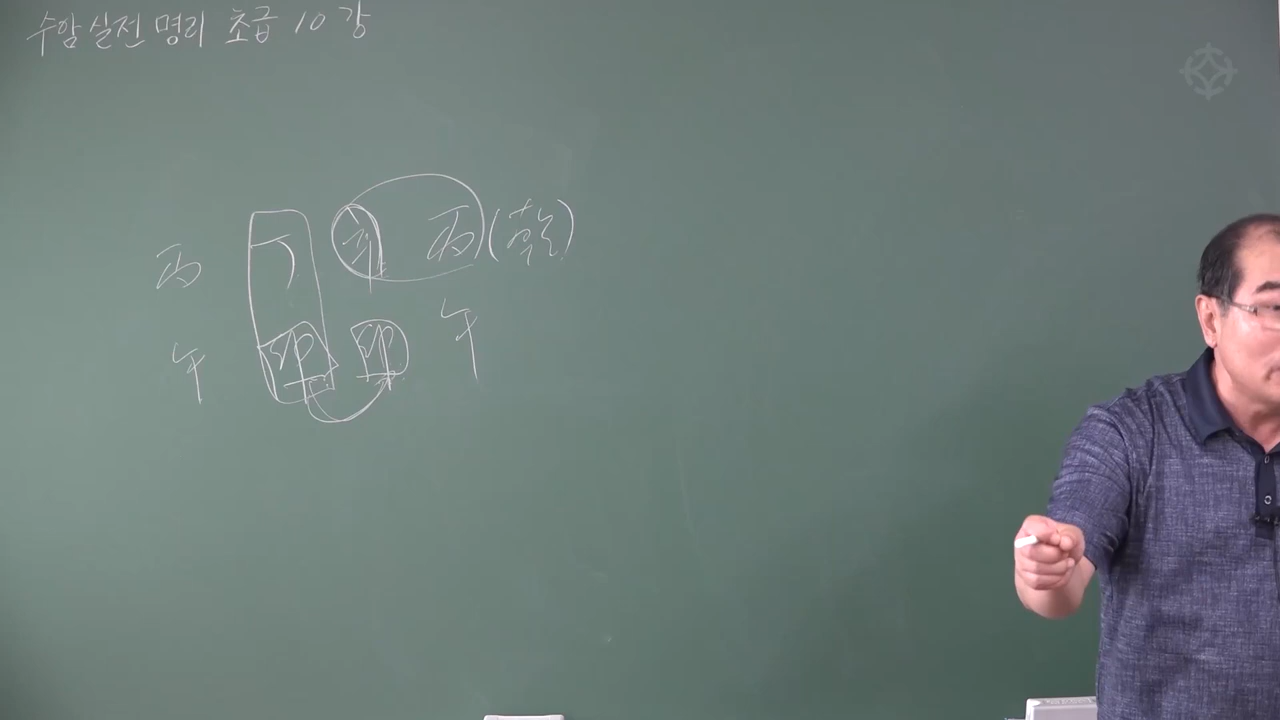 수암실전명리 초급 10강
丙 丁 辛 丙(乾)
午 卯 卯 午